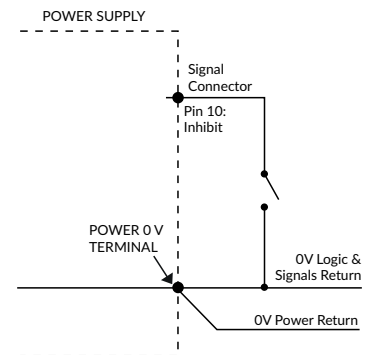 POWER SUPPLY
Signal
Connector
Pin 10:
Inhibit
POWER 0 V
TERMINAL
0V Logic &
Signals Return
0V Power Return